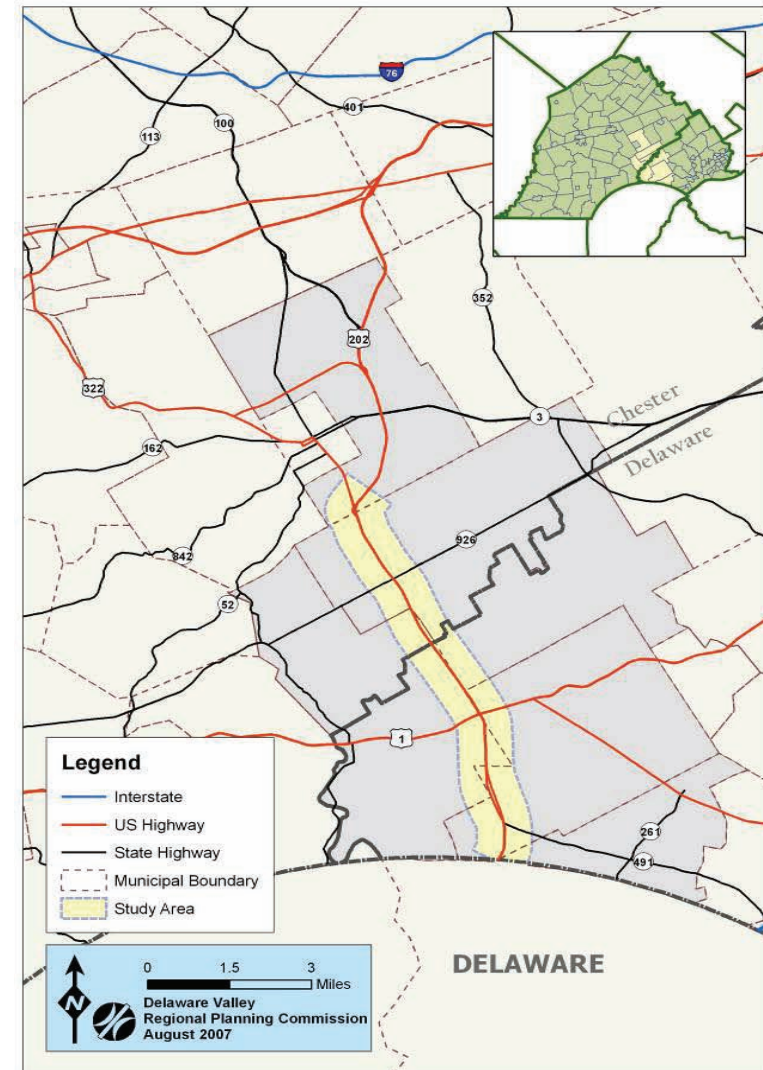 76
401
113
100
352
202
322
3
Chester
Delaware
162
926
842
52
1
261
491
Legend
Interstate
US Highway
State Highway
Municipal Boundary
Study Area
DELAWARE
0 1.5 3
Miles
N
Delaware Valley
Regional Planning Commission
August 2007